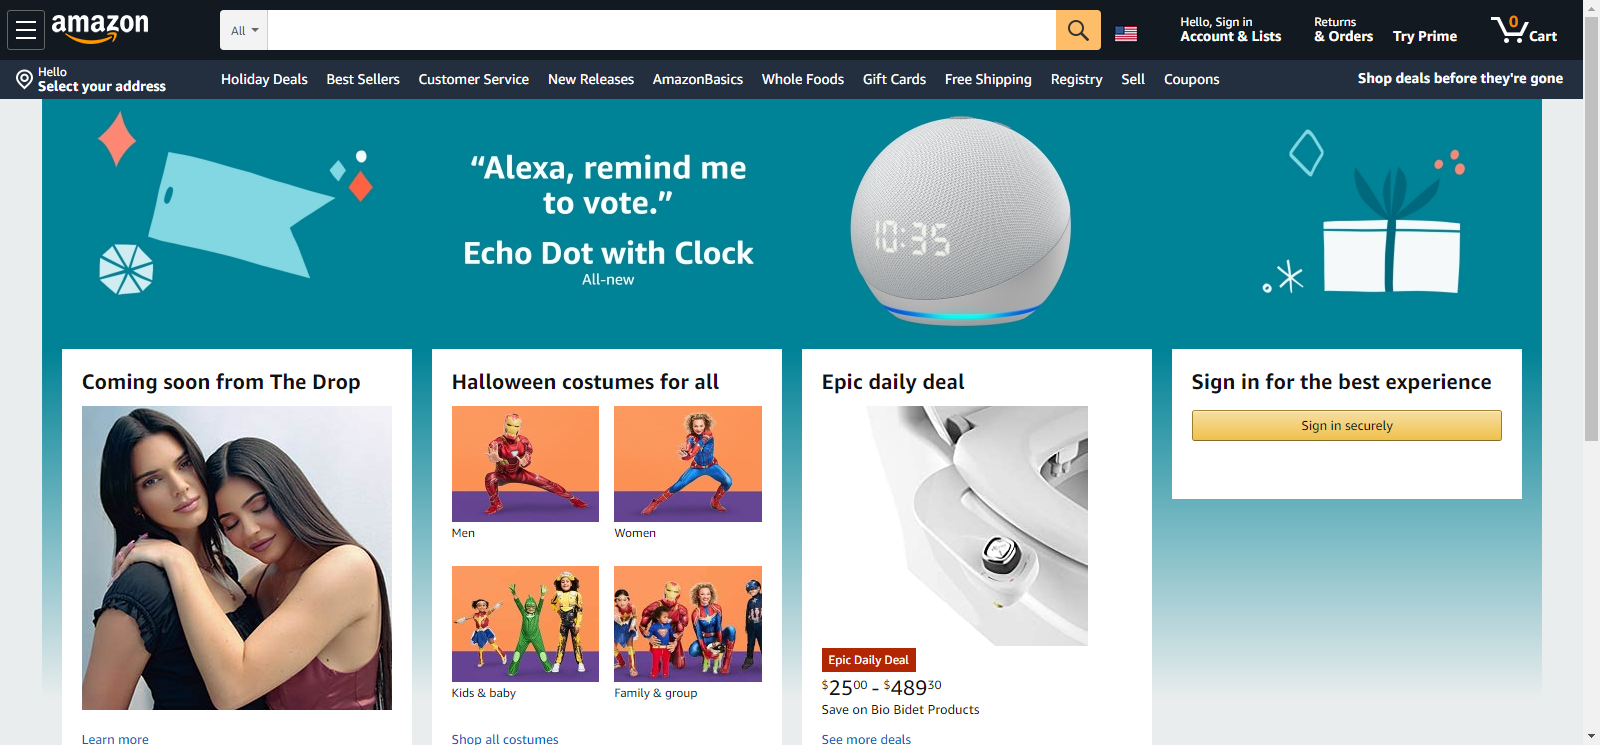 amazon
All
Hello, Sign in
Account & Lists
Returns
& Orders
Try Prime
0
Cart
Hello
Select your address
Holiday Deals
Best Sellers
Customer Service
New Releases
AmazonBasics
Whole Foods
Gift Cards
Free Shipping
Registry
Sell
Coupons
Shop deals before they're gone
“Alexa, remind me
to vote.”
Echo Dot with Clock
All-new
10:35
Coming soon from The Drop
Learn more
Halloween costumes for all
Men
Women
Kids & baby
Family & group
Shop all costumes
Epic daily deal
Epic Daily Deal
$2500 - $48930
Save on Bio Bidet Products
See more deals
Sign in for the best experience
Sign in securely